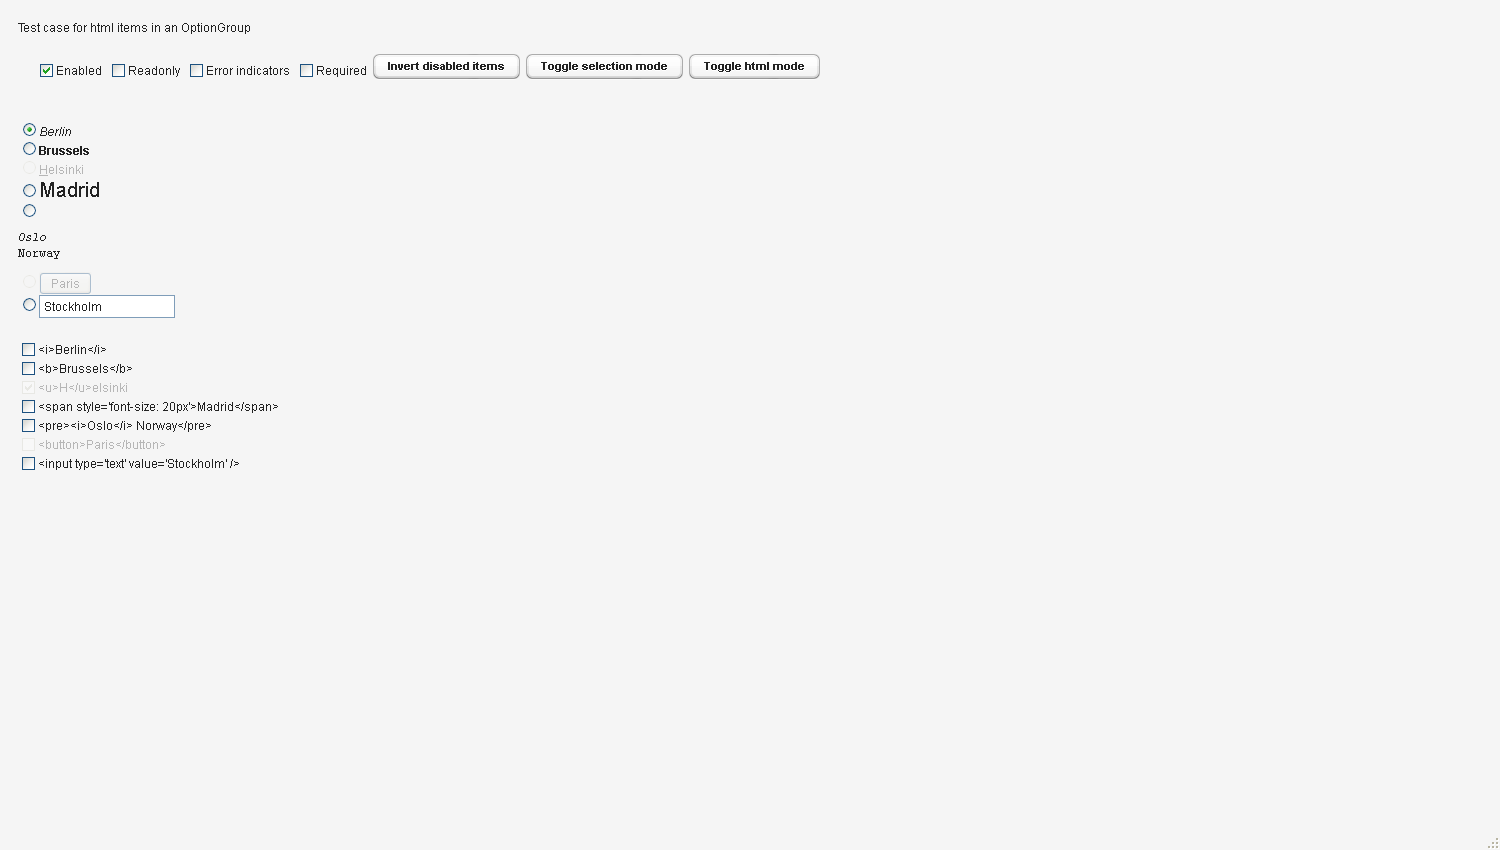 Test case for html items in an OptionGroup
Enabled Readonly Error indicators Required Invert disabled items Toggle selection mode Toggle html mode
Berlin
Brussels
Helsinki
Madrid
Oslo
Norway
Paris
Stockholm
<i>Berlin</i>
<b>Brussels</b>
<u>H</u>elsinki
<span style='font-size: 20px'>Madrid</span>
<pre><i>Oslo</i> Norway</pre>
<button>Paris</button>
<input type='text' value='Stockholm' />